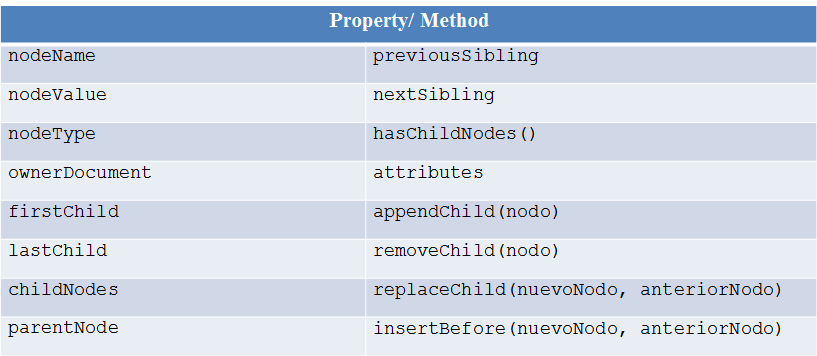 Property/ Method
nodeName previousSibling
nodeValue nextSibling
nodeType hasChildNodes()
ownerDocument attributes
firstChild appendChild(nodo)
lastChild removeChild(nodo)
childNodes replaceChild(nuevoNodo, anteriorNodo)
parentNode insertBefore(nuevoNodo, anteriorNodo)